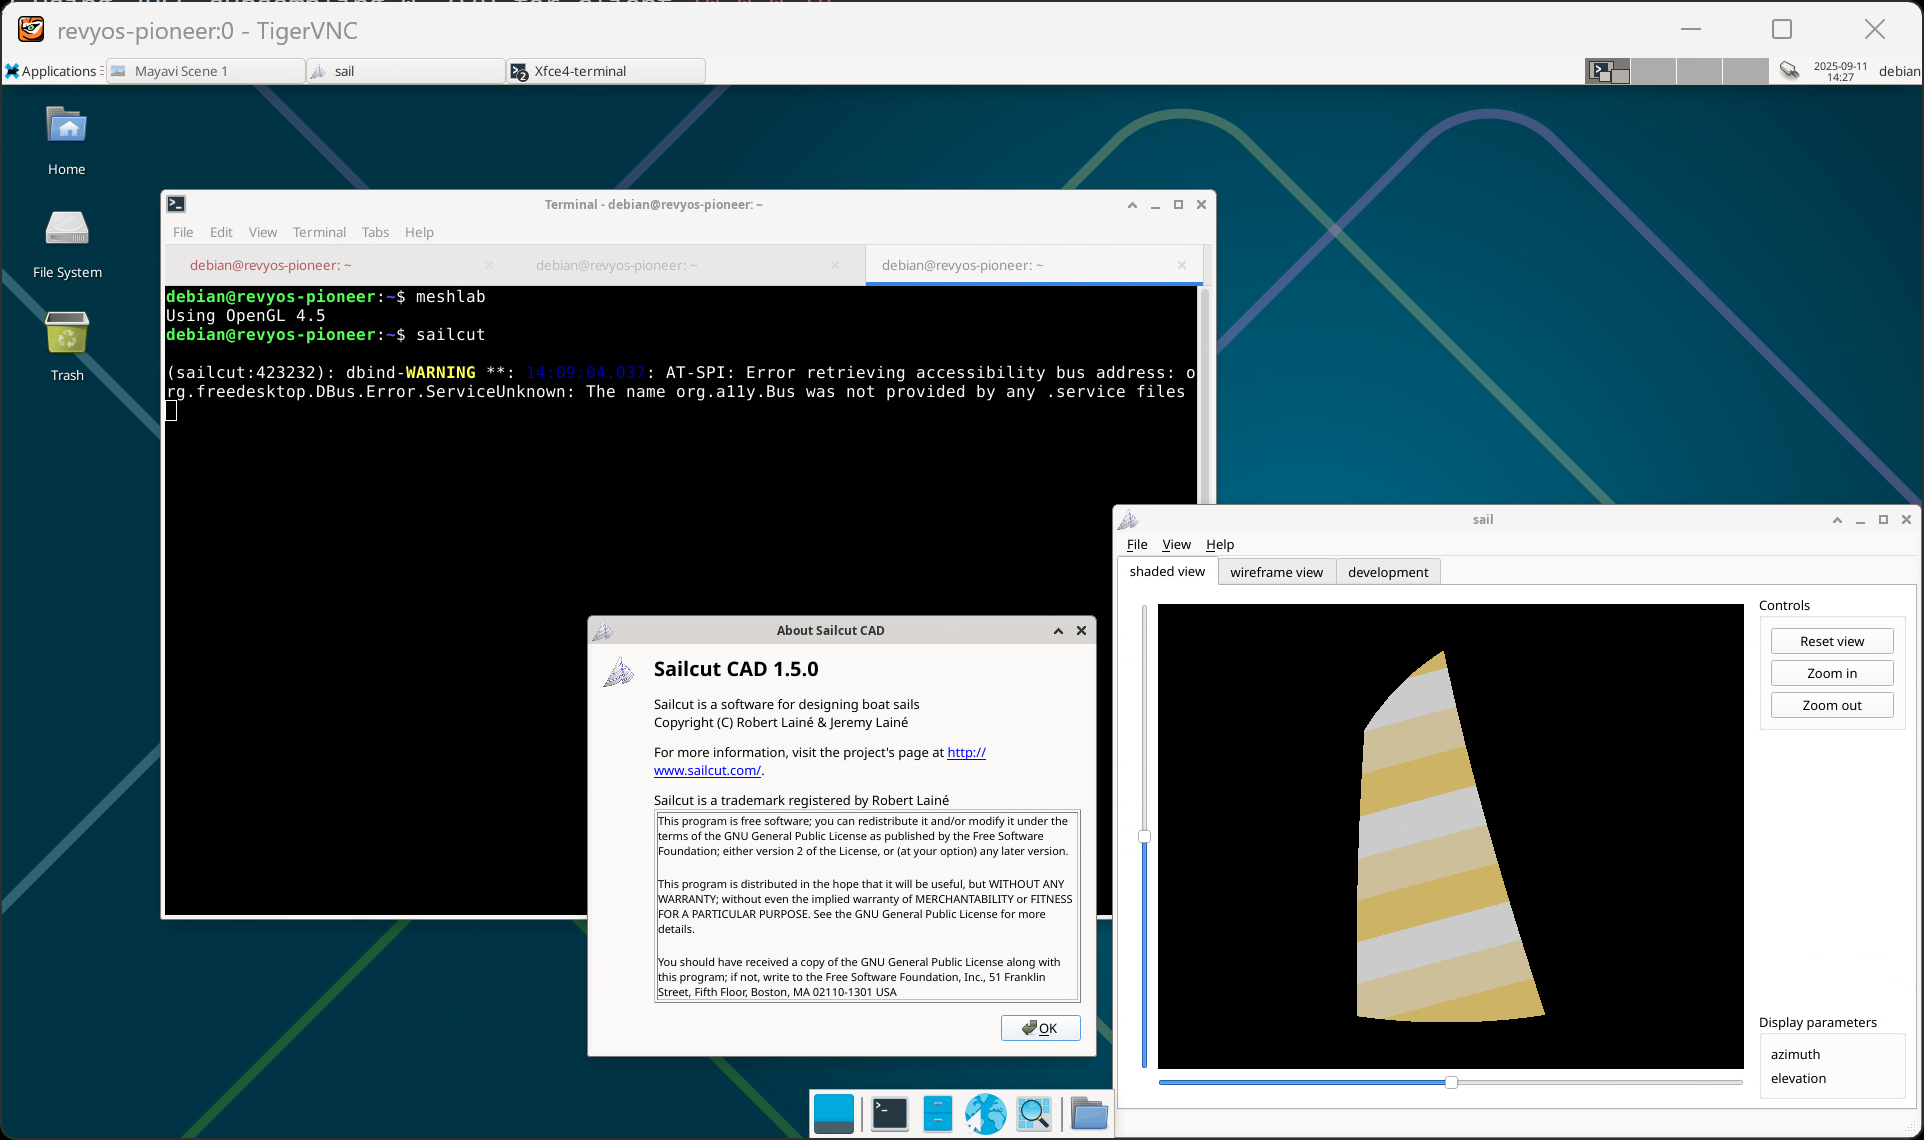 revyos-pioneer:0 - TigerVNC
Applications
Mayavi Scene 1
sail
2
Xfce4-terminal
2025-09-11
14:27
debian
Home
File System
Trash
Terminal - debian@revyos-pioneer: ~
File Edit View Terminal Tabs Help
debian@revyos-pioneer: ~
debian@revyos-pioneer: ~
debian@revyos-pioneer: ~
debian@revyos-pioneer:~$ meshlab
Using OpenGL 4.5
debian@revyos-pioneer:~$ sailcut
(sailcut:423232): dbind-WARNING **: 14:09:04.037: AT-SPI: Error retrieving accessibility bus address: o
rg.freedesktop.DBus.Error.ServiceUnknown: The name org.a11y.Bus was not provided by any .service files
About Sailcut CAD
Sailcut CAD 1.5.0
Sailcut is a software for designing boat sails
Copyright (C) Robert Lainé & Jeremy Lainé
For more information, visit the project's page at http://
www.sailcut.com/.
Sailcut is a trademark registered by Robert Lainé
This program is free software; you can redistribute it and/or modify it under the
terms of the GNU General Public License as published by the Free Software
Foundation; either version 2 of the License, or (at your option) any later version.
This program is distributed in the hope that it will be useful, but WITHOUT ANY
WARRANTY; without even the implied warranty of MERCHANTABILITY or FITNESS
FOR A PARTICULAR PURPOSE. See the GNU General Public License for more
details.
You should have received a copy of the GNU General Public License along with
this program; if not, write to the Free Software Foundation, Inc., 51 Franklin
Street, Fifth Floor, Boston, MA 02110-1301 USA
OK
sail
File View Help
shaded view
wireframe view
development
Controls
Reset view
Zoom in
Zoom out
Display parameters
azimuth
elevation